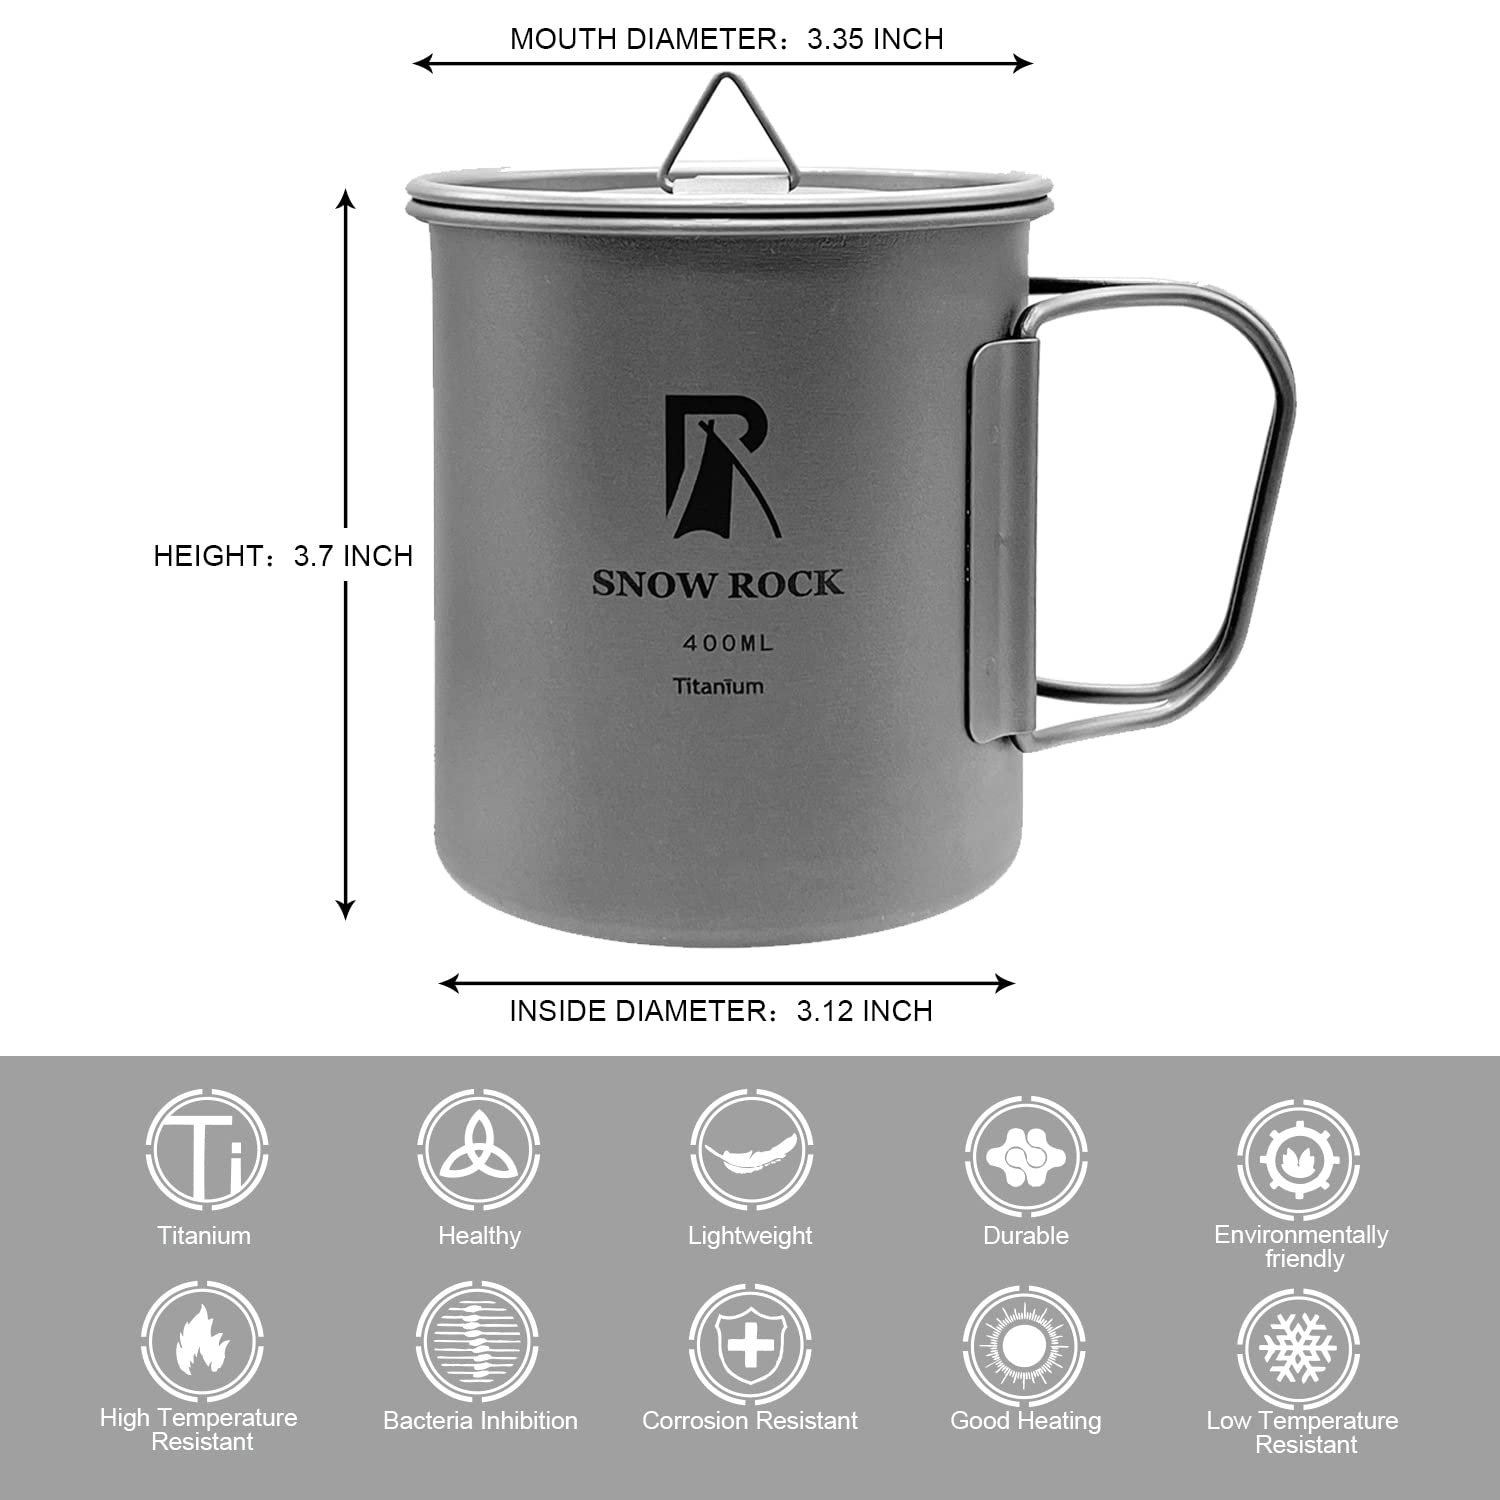 MOUTH DIAMETER：3.35 INCH
HEIGHT：3.7 INCH
SNOW ROCK
400ML
Titanium
INSIDE DIAMETER：3.12 INCH
Ti
Titanium
Healthy
Lightweight
Durable
Environmentally
friendly
High Temperature
Resistant
Bacteria Inhibition
Corrosion Resistant
Good Heating
Low Temperature
Resistant